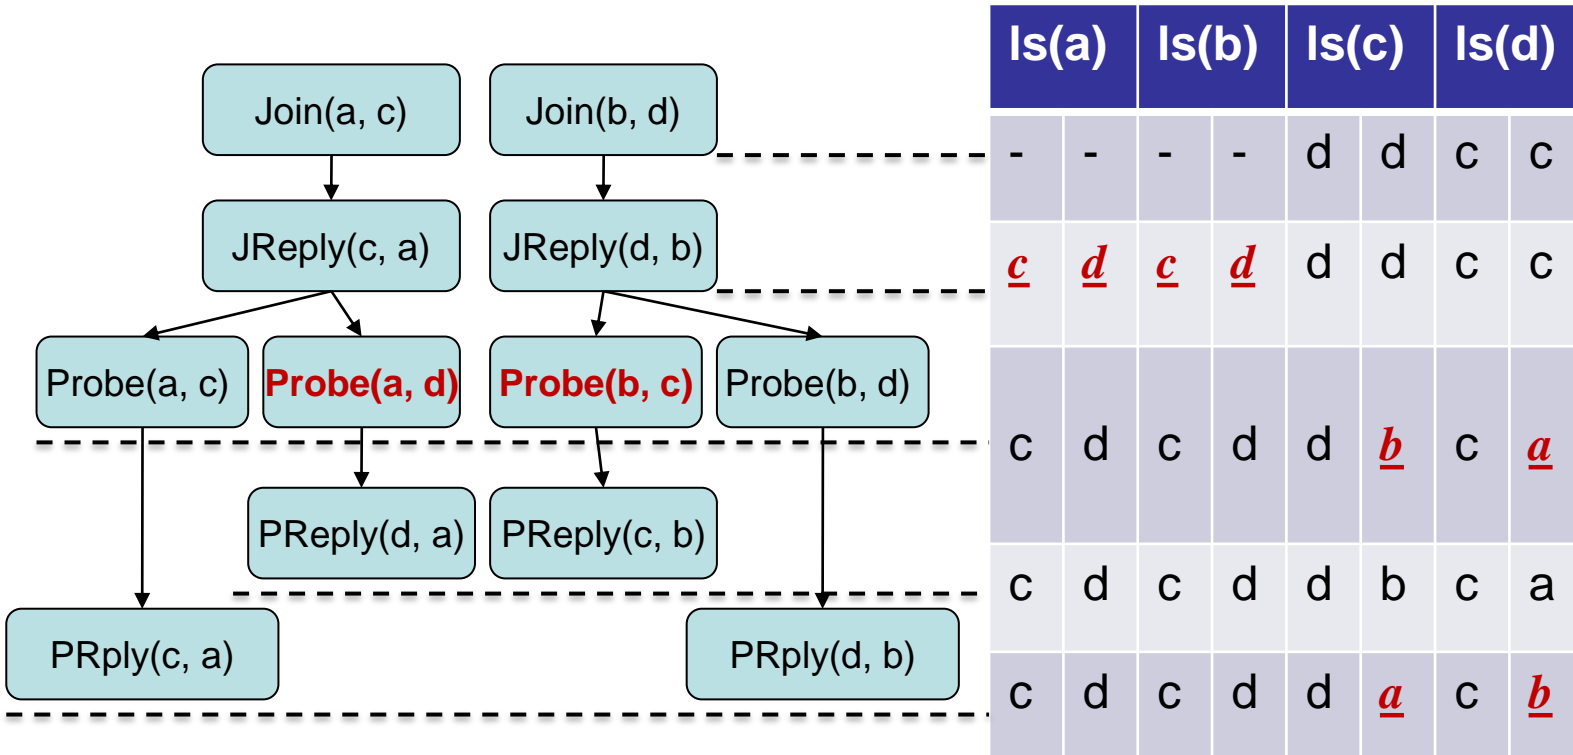 Join(a, c) Join(b, d)
JReply(c, a) JReply(d, b)
Probe(a, c) Probe(a, d) Probe(b, c) Probe(b, d)
PReply(d, a) PReply(c, b)
PRply(c, a) PRply(d, b)
ls(a) ls(b) ls(c) ls(d)
- - - - d d c c
c d c d d d c c
c d c d d b c a
c d c d d b c a
c d c d d a c b